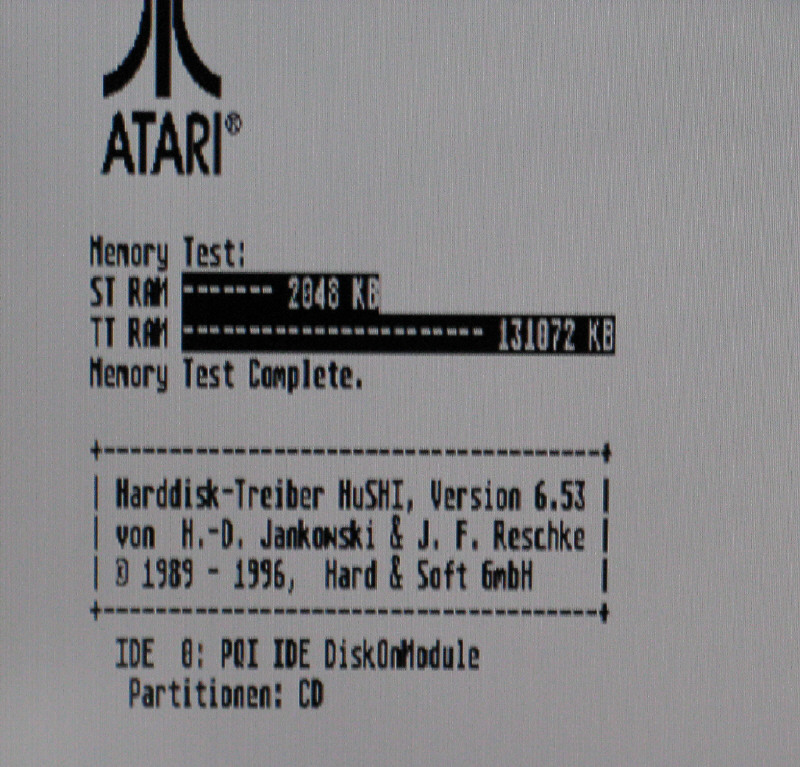 ATARI®
Memory Test:
ST RAM ------- 2048 KB
TT RAM ----------------------- 131072 KB
Memory Test Complete.
+--------------------------------------+
| Harddisk-Treiber HuSHI, Version 6.53 |
| von H.-D. Jankowski & J. F. Reschke |
| © 1989 - 1996, Hard & Soft GmbH |
+--------------------------------------+
IDE 0: PQI IDE DiskOnModule
Partitionen: CD